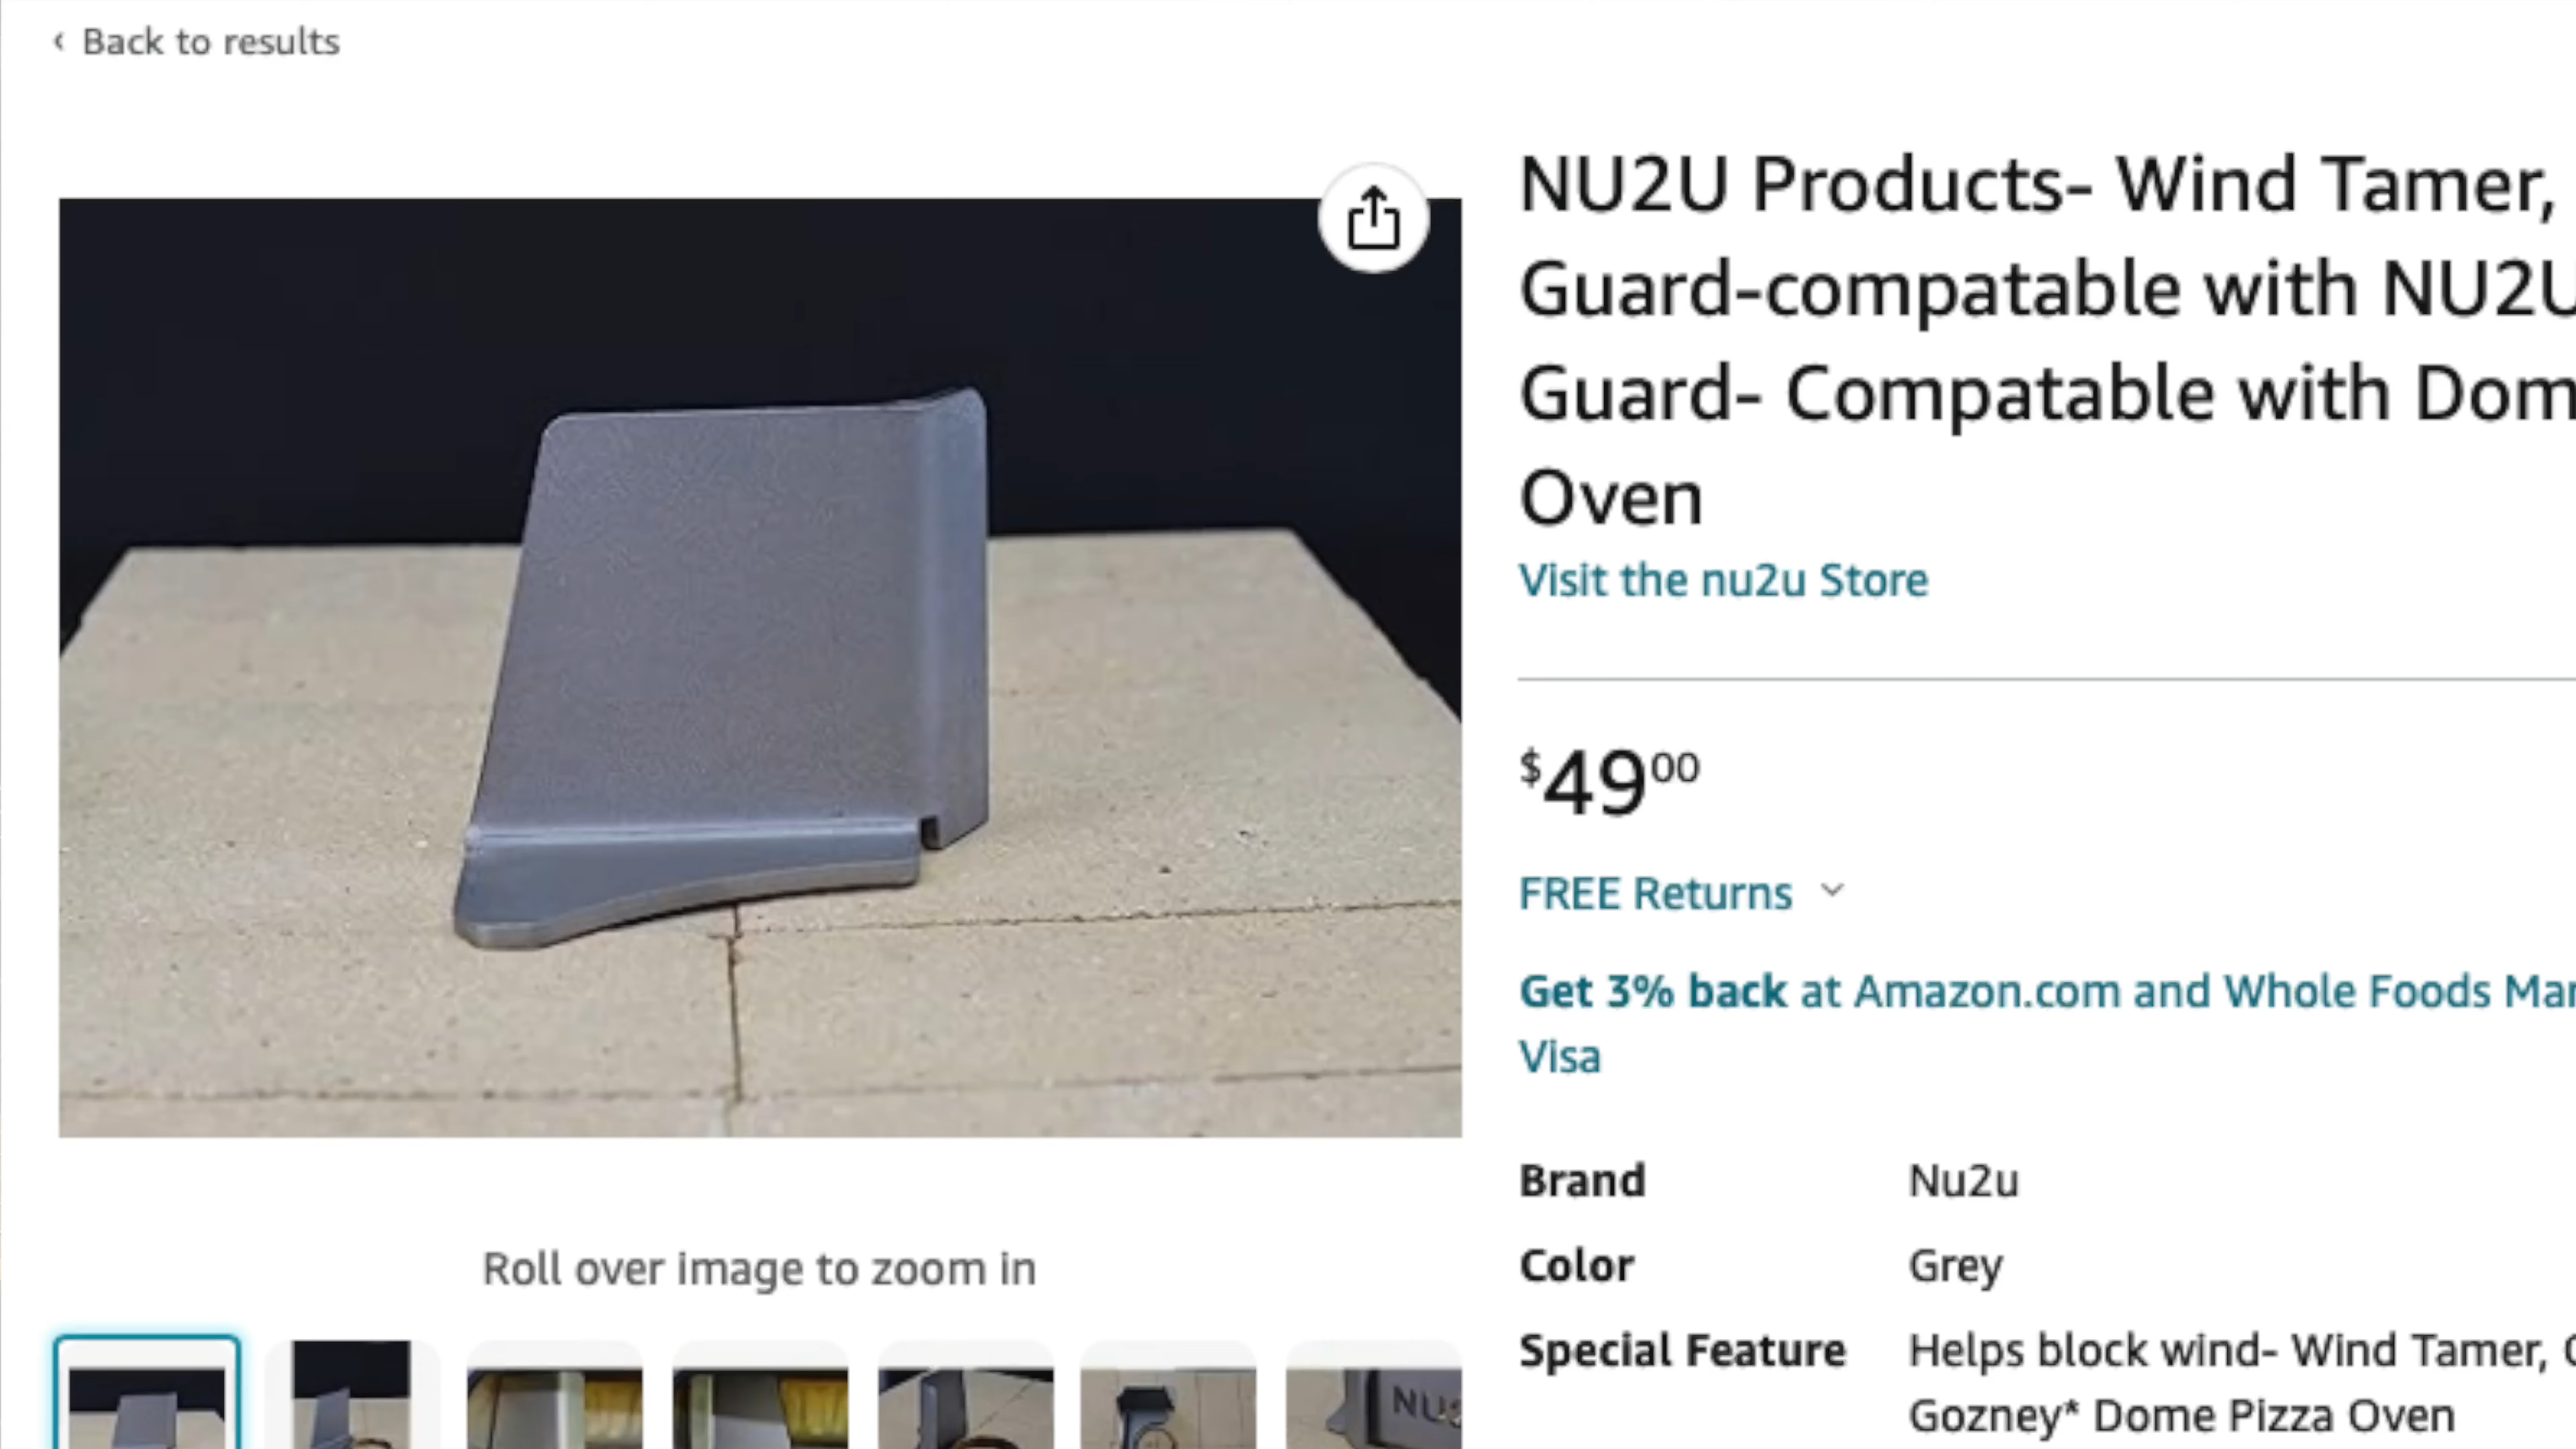 ‹ Back to results
NU2U Products- Wind Tamer,
Guard-compatable with NU2U
Guard- Compatable with Dom
Oven
Visit the nu2u Store
$4900
FREE Returns
Get 3% back at Amazon.com and Whole Foods Mar
Visa
Brand Nu2u
Color Grey
Special Feature Helps block wind- Wind Tamer,
Gozney* Dome Pizza Oven
Roll over image to zoom in